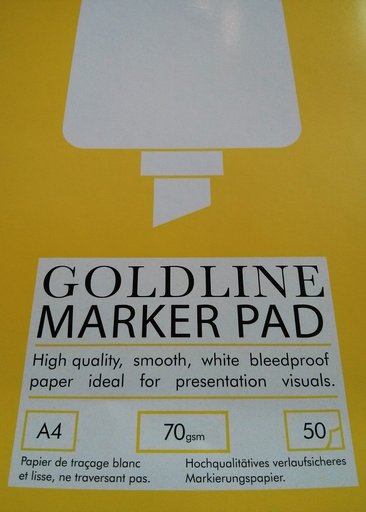 GOLDLINE
MARKER PAD
High quality, smooth, white bleedproof
paper ideal for presentation visuals.
A4 70gsm 50
Papier de traçage blanc
et lisse, ne traversant pas.
Hochqualitätives verlaufsicheres
Markierungspapier.